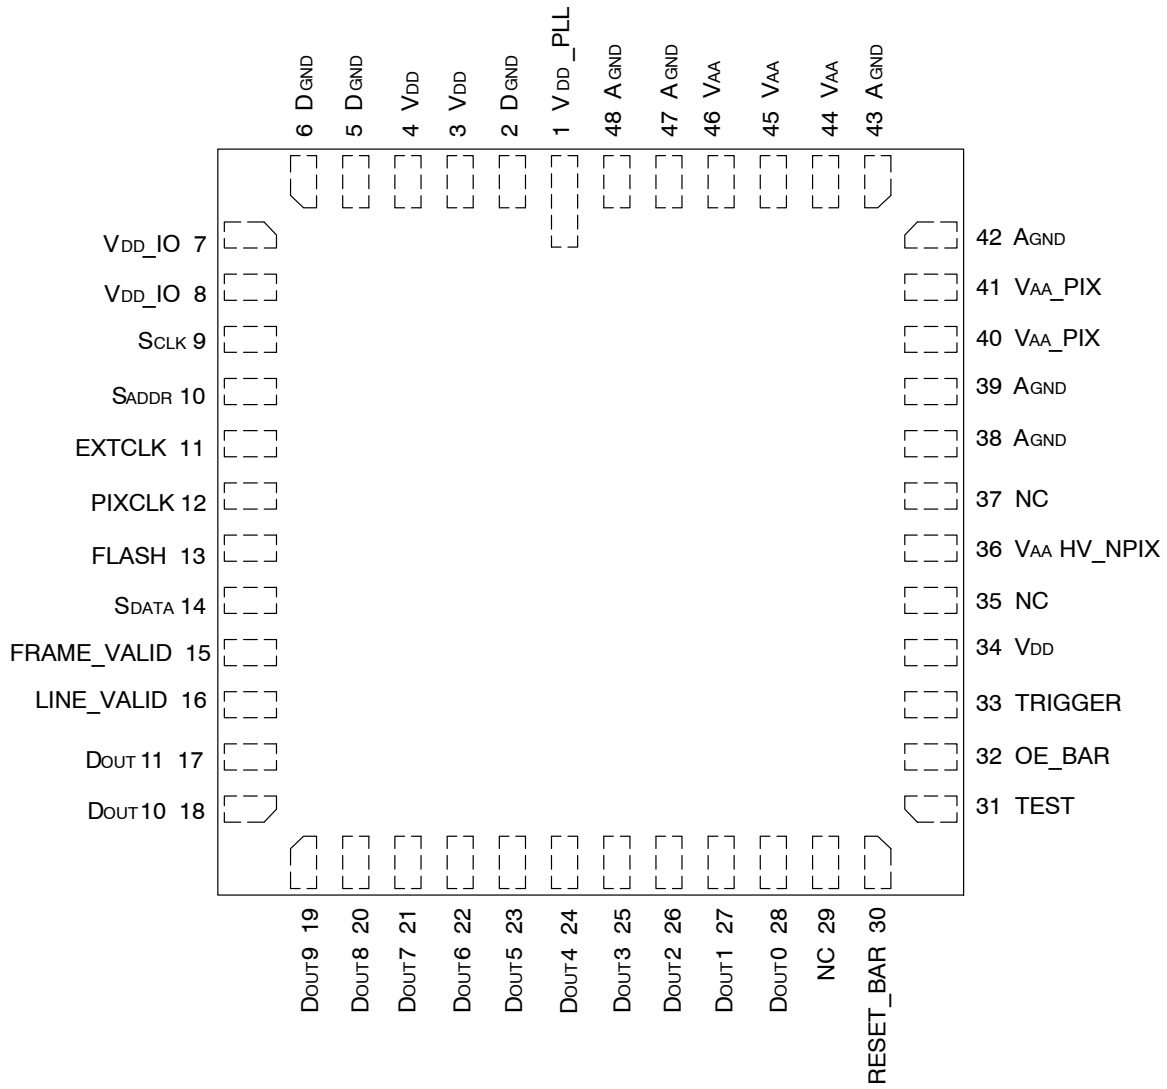 6 DGND
5 DGND
4 VDD
3 VDD
2 DGND
1 VDD_PLL
48 AGND
47 AGND
46 VAA
45 VAA
44 VAA
43 AGND
VDD_IO 7
VDD_IO 8
SCLK 9
SADDR 10
EXTCLK 11
PIXCLK 12
FLASH 13
SDATA 14
FRAME_VALID 15
LINE_VALID 16
DOUT11 17
DOUT10 18
42 AGND
41 VAA_PIX
40 VAA_PIX
39 AGND
38 AGND
37 NC
36 VAA HV_NPIX
35 NC
34 VDD
33 TRIGGER
32 OE_BAR
31 TEST
DOUT9 19
DOUT8 20
DOUT7 21
DOUT6 22
DOUT5 23
DOUT4 24
DOUT3 25
DOUT2 26
DOUT1 27
DOUT0 28
NC 29
RESET_BAR 30